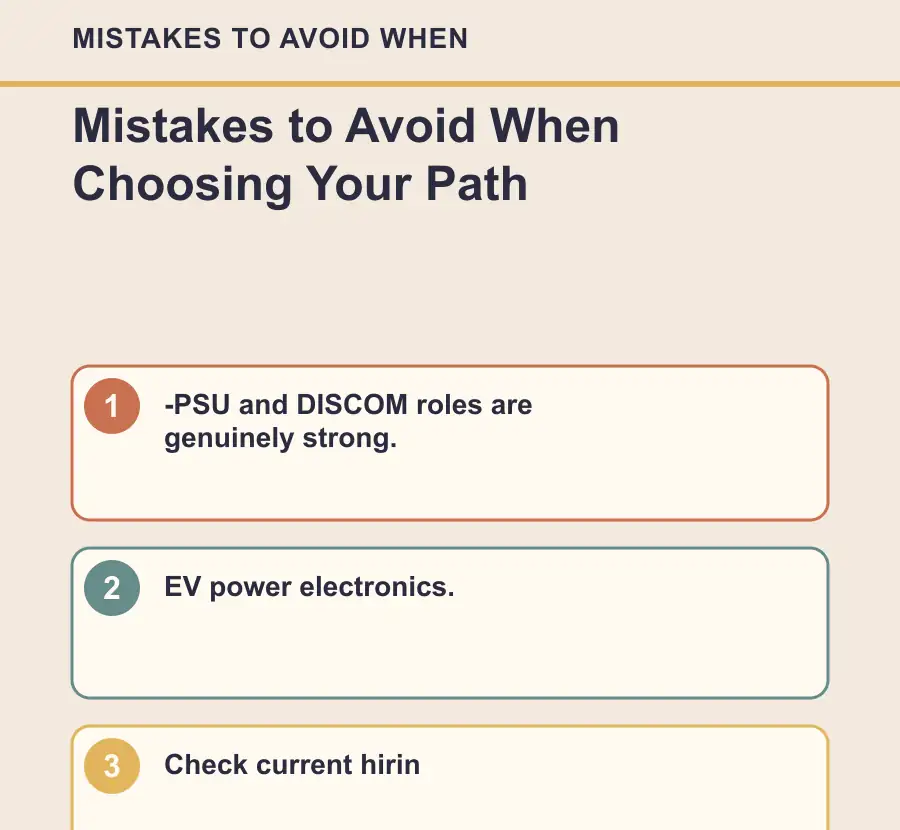 MISTAKES TO AVOID WHEN
Mistakes to Avoid When
Choosing Your Path
1
-PSU and DISCOM roles are
genuinely strong.
2
EV power electronics.
3
Check current hirin